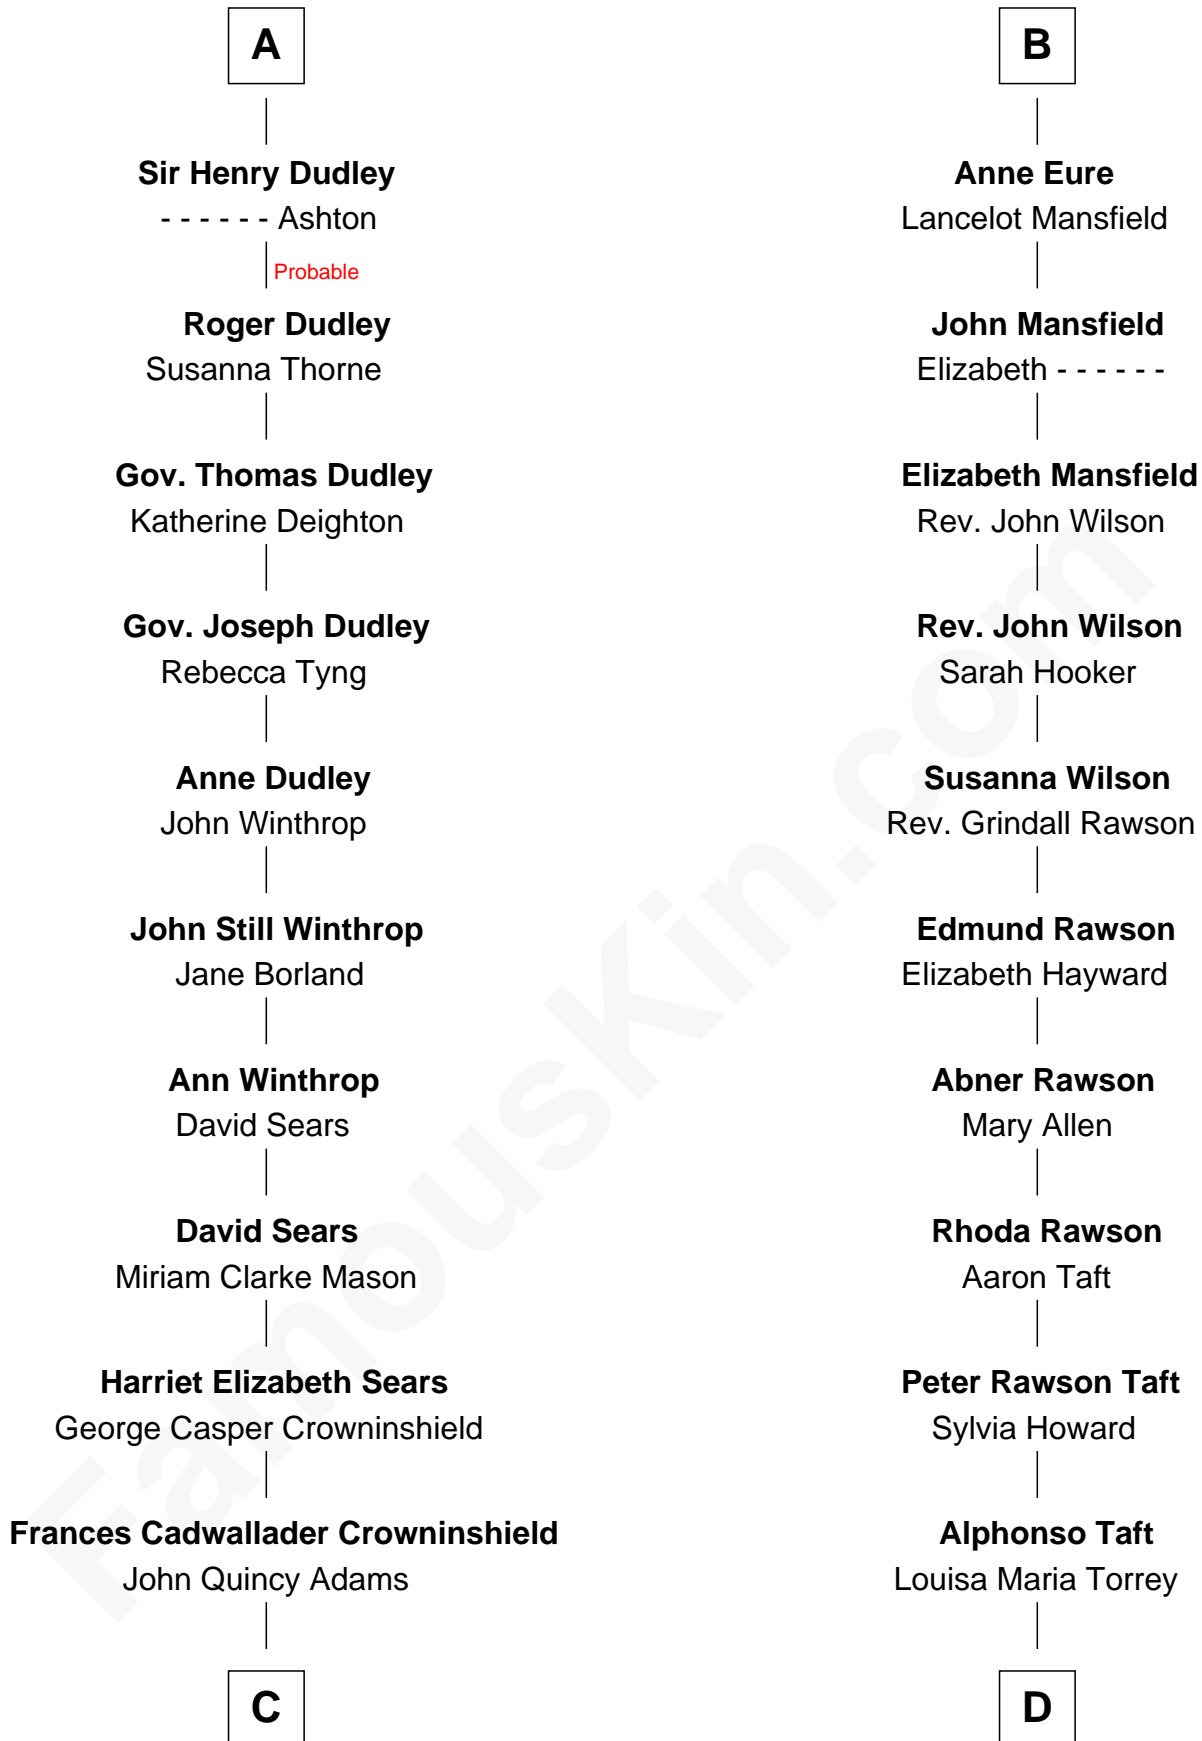 A
Sir Henry Dudley
- - - - - - Ashton
Probable
Roger Dudley
Susanna Thorne
Gov. Thomas Dudley
Katherine Deighton
Gov. Joseph Dudley
Rebecca Tyng
Anne Dudley
John Winthrop
John Still Winthrop
Jane Borland
Ann Winthrop
David Sears
David Sears
Miriam Clarke Mason
Harriet Elizabeth Sears
George Casper Crowninshield
Frances Cadwallader Crowninshield
John Quincy Adams
C
B
Anne Eure
Lancelot Mansfield
John Mansfield
Elizabeth - - - - - -
Elizabeth Mansfield
Rev. John Wilson
Rev. John Wilson
Sarah Hooker
Susanna Wilson
Rev. Grindall Rawson
Edmund Rawson
Elizabeth Hayward
Abner Rawson
Mary Allen
Rhoda Rawson
Aaron Taft
Peter Rawson Taft
Sylvia Howard
Alphonso Taft
Louisa Maria Torrey
D
FamousKin.com